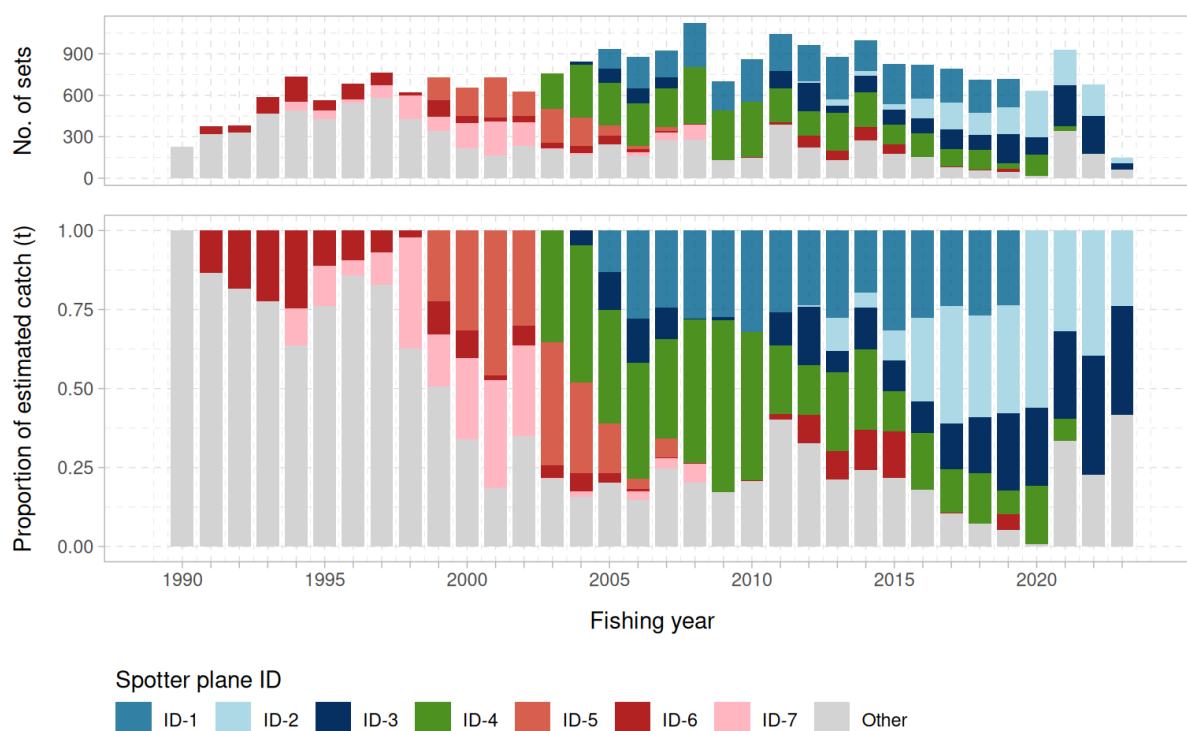 No. of sets
900
600
300
0
Proportion of estimated catch (t)
1.00
0.75
0.50
0.25
0.00
1990 1995 2000 2005 2010 2015 2020
Fishing year
Spotter plane ID
ID-1 ID-2 ID-3 ID-4 ID-5 ID-6 ID-7 Other